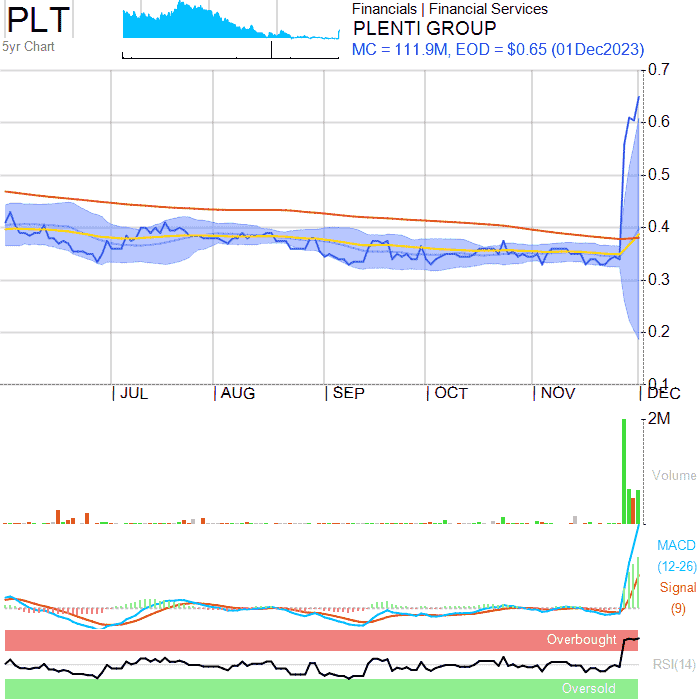 PLT
5yr Chart
Financials | Financial Services
PLENTI GROUP
MC = 111.9M, EOD = $0.65 (01Dec2023)
0.7
0.6
0.5
0.4
0.3
0.2
0.1
JUL AUG SEP OCT NOV DEC
2M
Volume
MACD
(12-26)
Signal
(9)
Overbought
RSI(14)
Oversold